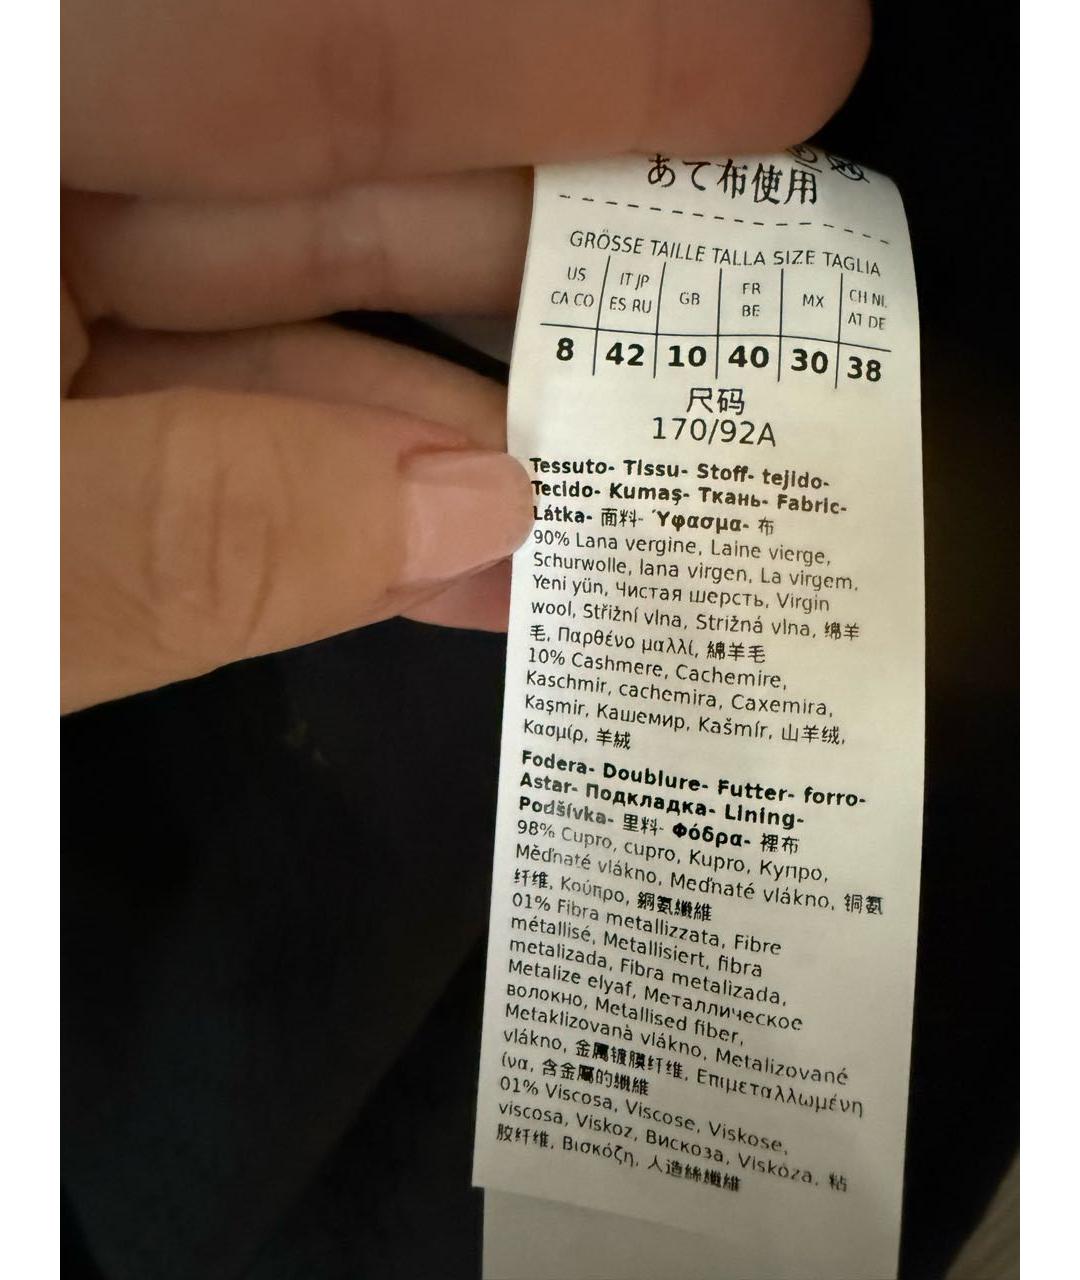 あて布使用
GRÖSSE TAILLE TALLA SIZE TAGLIA
US CA CO | IT JP ES RU | GB | FR BE | MX | CH NL AT DE
8 | 42 | 10 | 40 | 30 | 38
尺码
170/92A
Tessuto- Tissu- Stoff- tejido-
Tecido- Kumaş- Ткань- Fabric-
Látka- 面料- Ύφασμα- 布
90% Lana vergine, Laine vierge,
Schurwolle, lana virgen, La virgem,
Yeni yün, Чистая шерсть, Virgin
wool, Střižní vlna, Strižná vlna, 绵羊
毛, Παρθένο μαλλί, 綿羊毛
10% Cashmere, Cachemire,
Kaschmir, cachemira, Caxemira,
Kaşmir, Кашемир, Kašmír, 山羊绒,
Κασμίρ, 羊絨
Fodera- Doublure- Futter- forro-
Astar- Подкладка- Lining-
Podšívka- 里料- Φόδρα- 裡布
98% Cupro, cupro, Kupro, Купро,
Měďnaté vlákno, Meďnaté vlákno, 铜氨
纤维, Κούπρο, 銅氨纖維
01% Fibra metallizzata, Fibre
métallisé, Metallisiert, fibra
metalizada, Fibra metalizada,
Metalize elyaf, Металлическое
волокно, Metallised fiber,
Metaklizovanà vlákno, Metalizované
vlákno, 金属镀膜纤维, Επιμεταλλωμένη
ίνα, 含金屬的纖維
01% Viscosa, Viscose, Viskose,
viscosa, Viskoz, Вискоза, Viskóza, 粘
胶纤维, Βισκόζη, 人造絲纖維